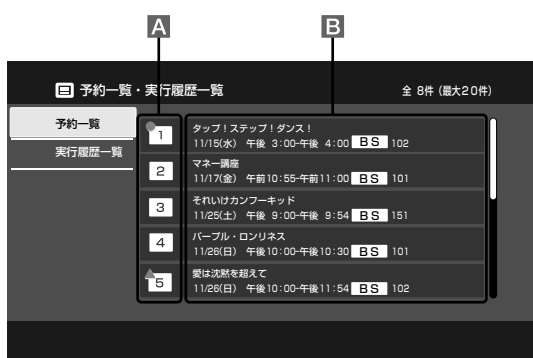 A
B
予約一覧・実行履歴一覧
全 8件 (最大20件)
予約一覧
実行履歴一覧
1
タップ！ステップ！ダンス！
11/15(水) 午後 3:00-午後 4:00 BS 102
2
マネー講座
11/17(金) 午前10:55-午前11:00 BS 101
3
それいけカンフーキッド
11/25(土) 午後 9:00-午後 9:54 BS 151
4
パープル・ロンリネス
11/26(日) 午後10:00-午後10:30 BS 101
5
愛は沈黙を超えて
11/26(日) 午後10:00-午後11:54 BS 102